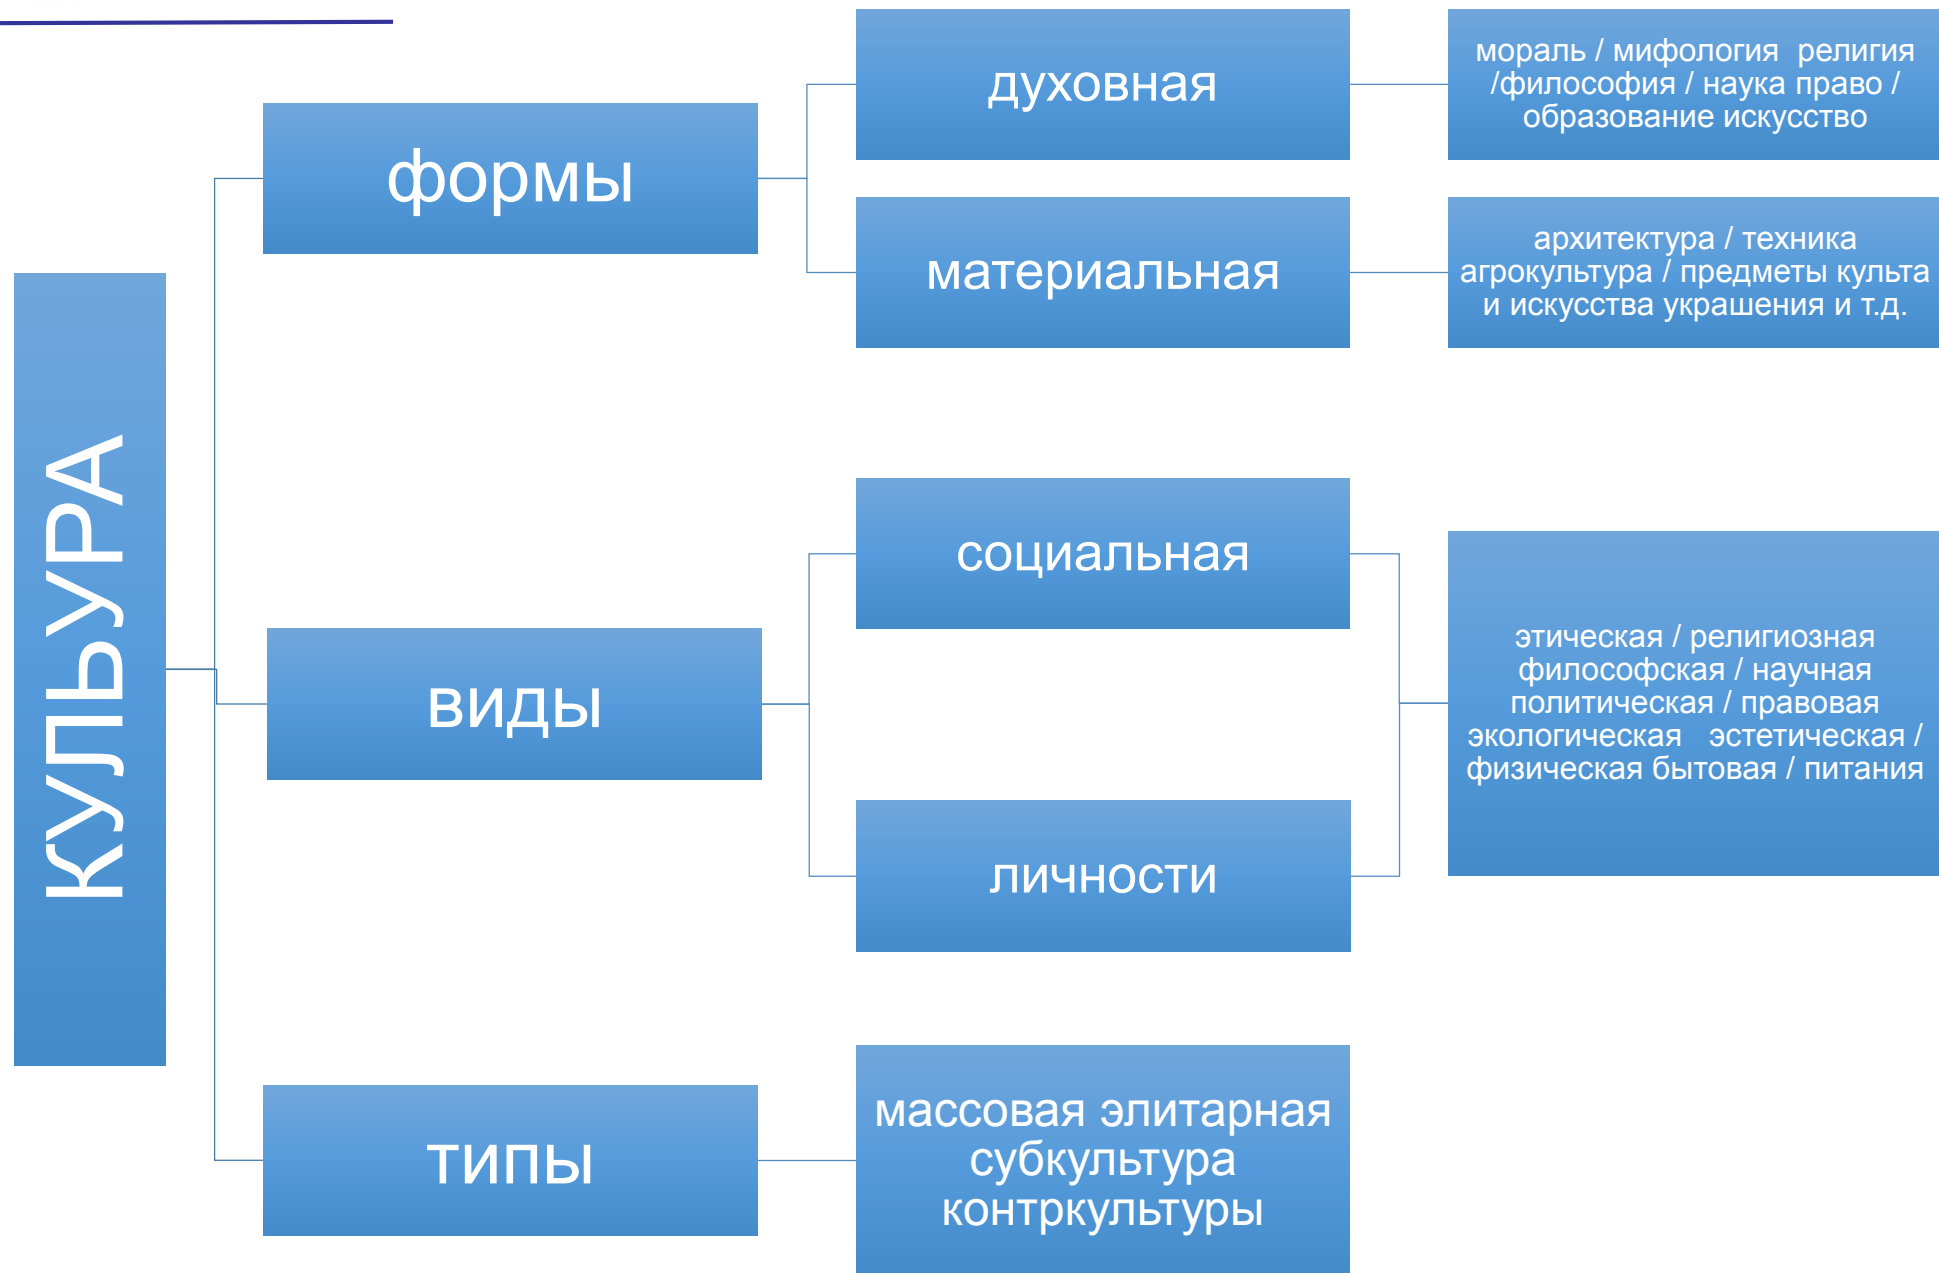 КУЛЬУРА
формы
духовная
мораль / мифология  религия
/философия / наука право /
образование искусство
материальная
архитектура / техника
агрокультура / предметы культа
и искусства украшения и т.д.
виды
социальная
личности
этическая / религиозная
философская / научная
политическая / правовая
экологическая   эстетическая /
физическая бытовая / питания
типы
массовая элитарная
субкультура
контркультуры